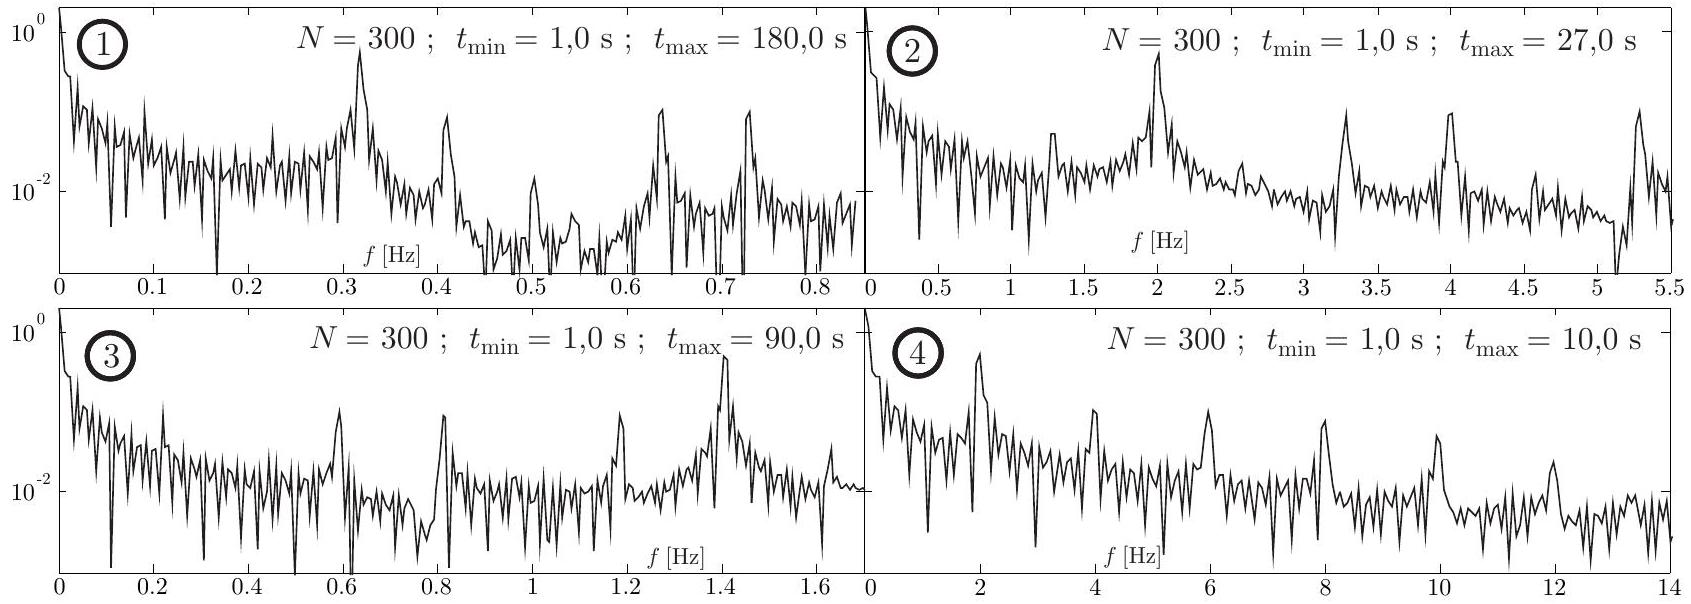 10^0
10^-2
1
N = 300 ; t_min = 1,0 s ; t_max = 180,0 s
f [Hz]
0 0.1 0.2 0.3 0.4 0.5 0.6 0.7 0.8
2
N = 300 ; t_min = 1,0 s ; t_max = 27,0 s
f [Hz]
0 0.5 1 1.5 2 2.5 3 3.5 4 4.5 5 5.5
10^0
10^-2
3
N = 300 ; t_min = 1,0 s ; t_max = 90,0 s
f [Hz]
0 0.2 0.4 0.6 0.8 1 1.2 1.4 1.6
4
N = 300 ; t_min = 1,0 s ; t_max = 10,0 s
f [Hz]
0 2 4 6 8 10 12 14